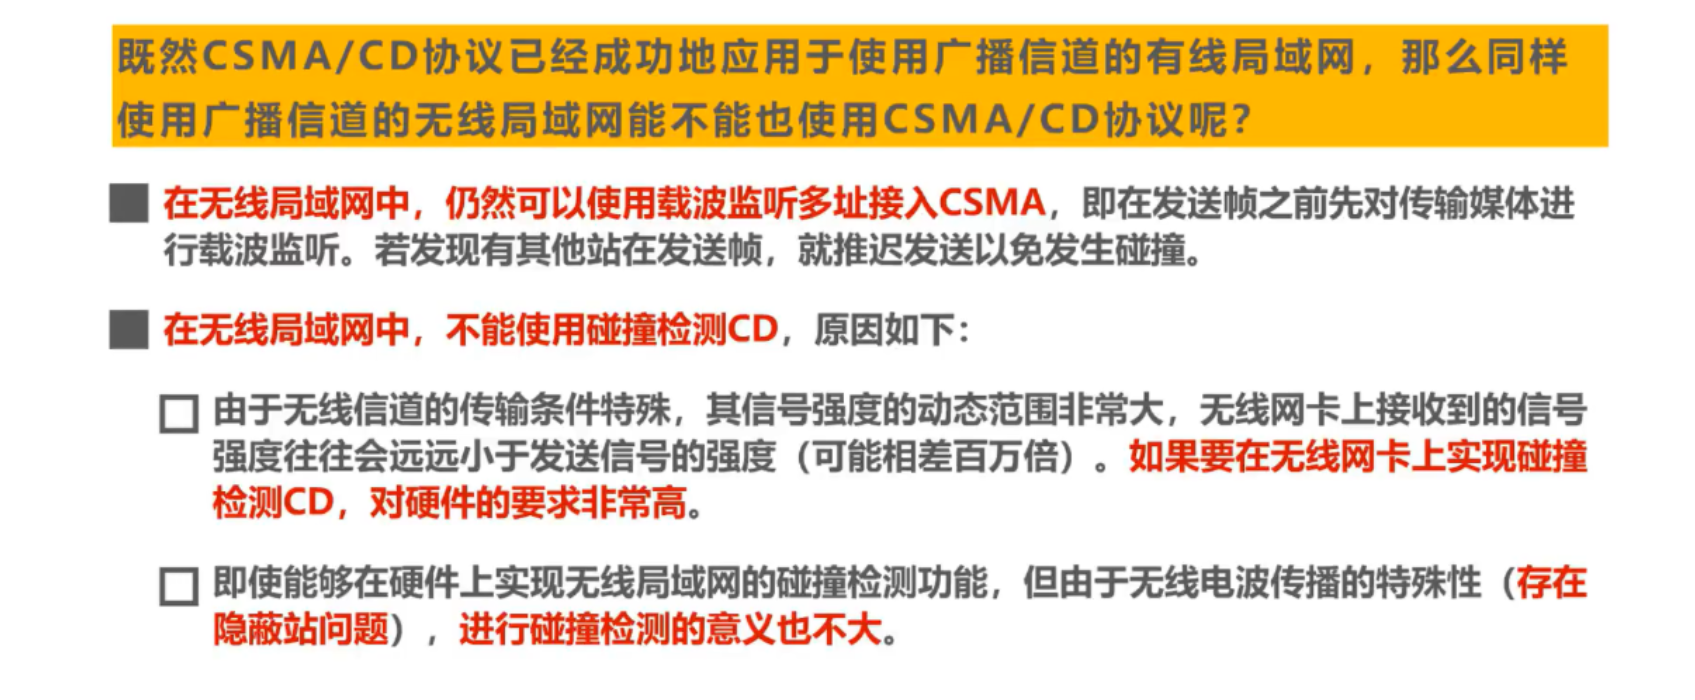 既然CSMA/CD协议已经成功地应用于使用广播信道的有线局域网，那么同样
使用广播信道的无线局域网能不能也使用CSMA/CD协议呢？
在无线局域网中，仍然可以使用载波监听多址接入CSMA，即在发送帧之前先对传输媒体进
行载波监听。若发现有其他站在发送帧，就推迟发送以免发生碰撞。
在无线局域网中，不能使用碰撞检测CD，原因如下：
由于无线信道的传输条件特殊，其信号强度的动态范围非常大，无线网卡上接收到的信号
强度往往会远远小于发送信号的强度（可能相差百万倍）。如果要在无线网卡上实现碰撞
检测CD，对硬件的要求非常高。
即使能够在硬件上实现无线局域网的碰撞检测功能，但由于无线电波传播的特殊性（存在
隐蔽站问题），进行碰撞检测的意义也不大。